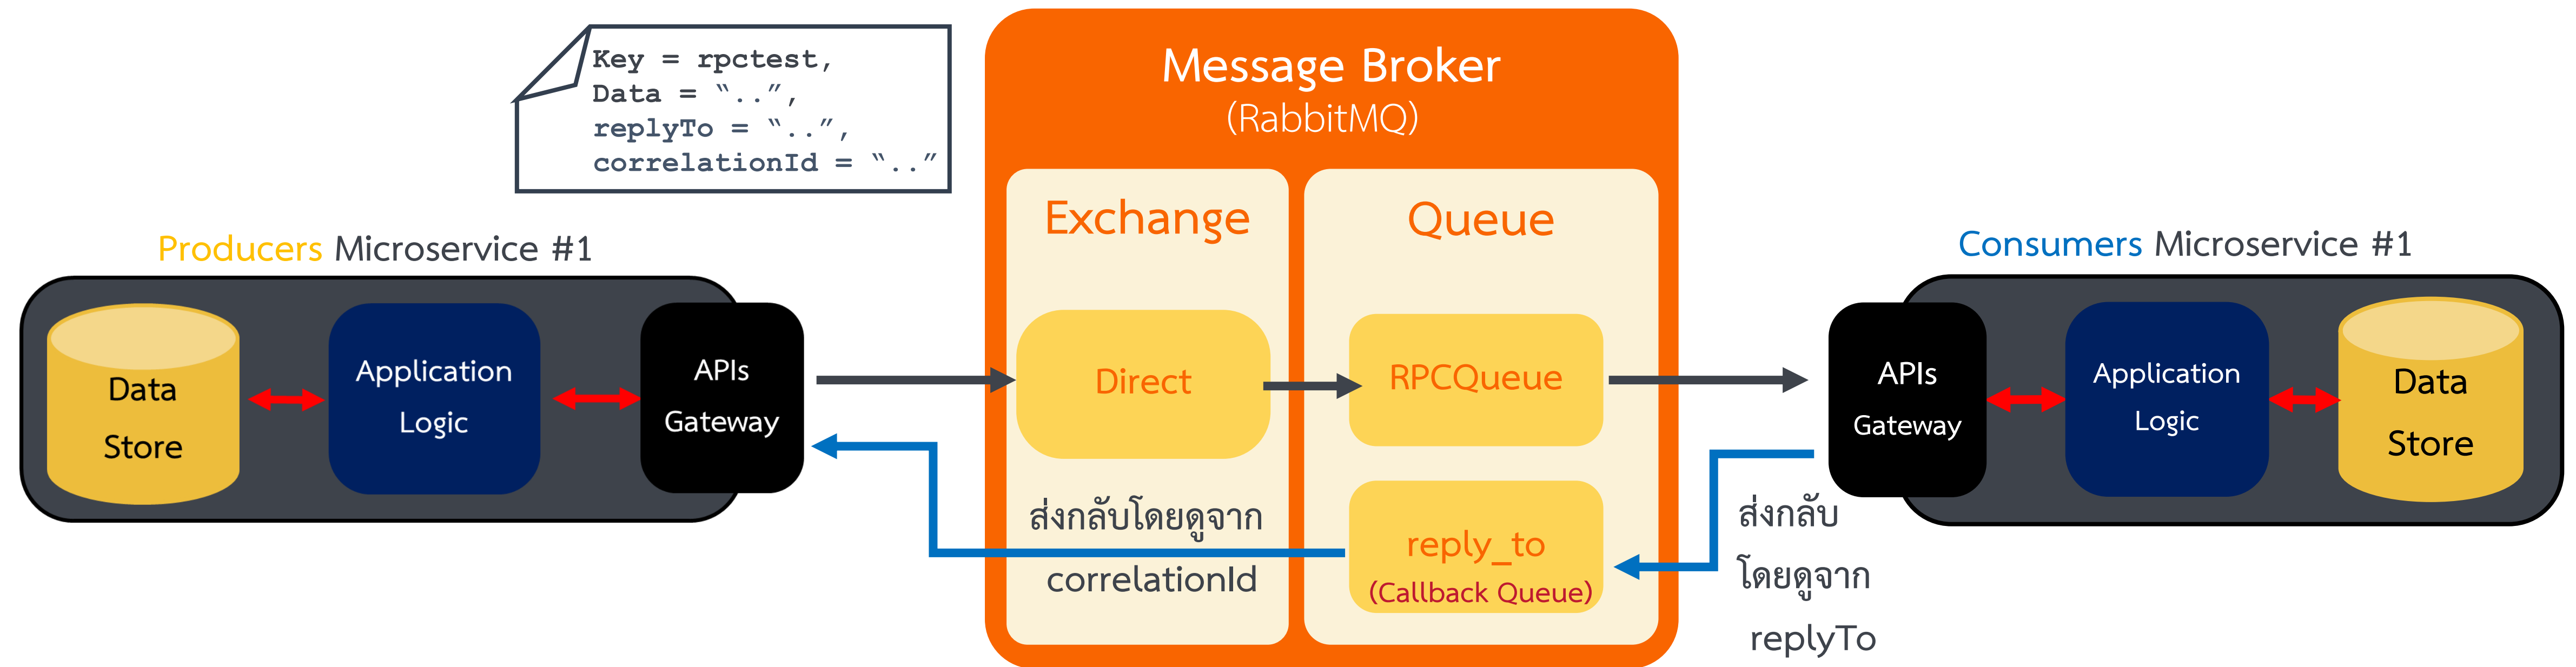 Key = rpctest,
Data = “..”,
replyTo = “..”,
correlationId = “..”
Message Broker
(RabbitMQ)
Exchange
Queue
Producers Microservice #1
Consumers Microservice #1
Data
Store
Application
Logic
APIs
Gateway
Direct
RPCQueue
APIs
Gateway
Application
Logic
Data
Store
ส่งกลับโดยดูจาก
correlationId
reply_to
(Callback Queue)
ส่งกลับ
โดยดูจาก
replyTo